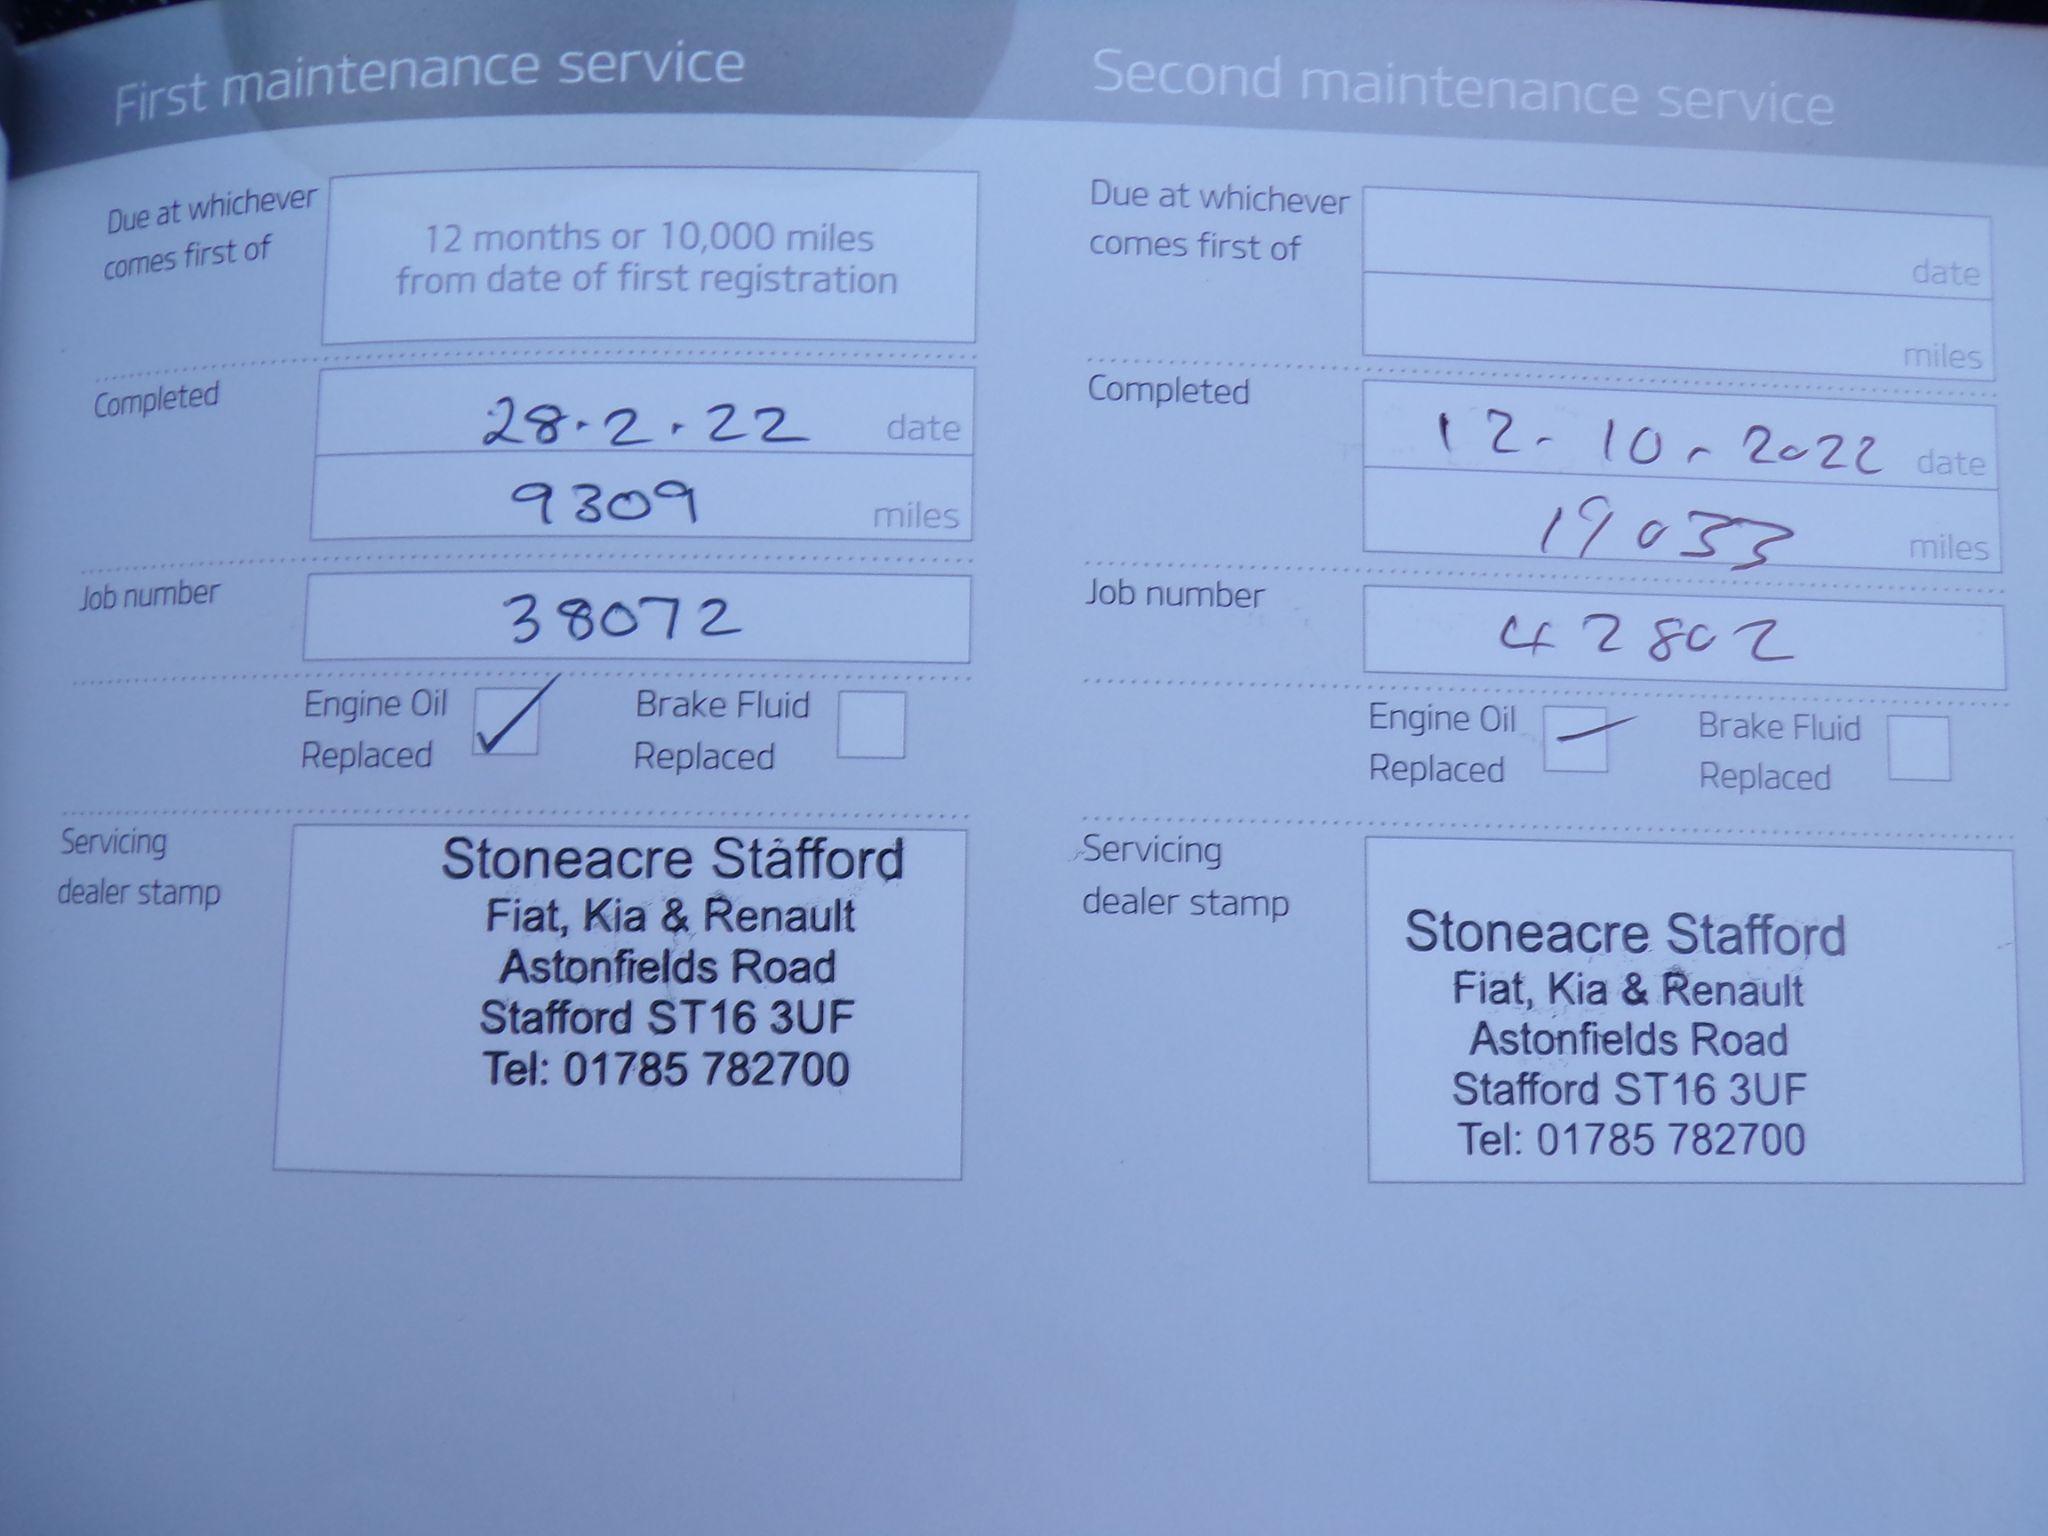 First maintenance service
Due at whichever
comes first of
12 months or 10,000 miles
from date of first registration
Completed
28.2.22 date
9309 miles
Job number
38072
Engine Oil
Replaced
Brake Fluid
Replaced
Servicing
dealer stamp
Stoneacre Stafford
Fiat, Kia & Renault
Astonfields Road
Stafford ST16 3UF
Tel: 01785 782700
Second maintenance service
Due at whichever
comes first of
date
miles
Completed
12-10-2022 date
19033 miles
Job number
42802
Engine Oil
Replaced
Brake Fluid
Replaced
Servicing
dealer stamp
Stoneacre Stafford
Fiat, Kia & Renault
Astonfields Road
Stafford ST16 3UF
Tel: 01785 782700